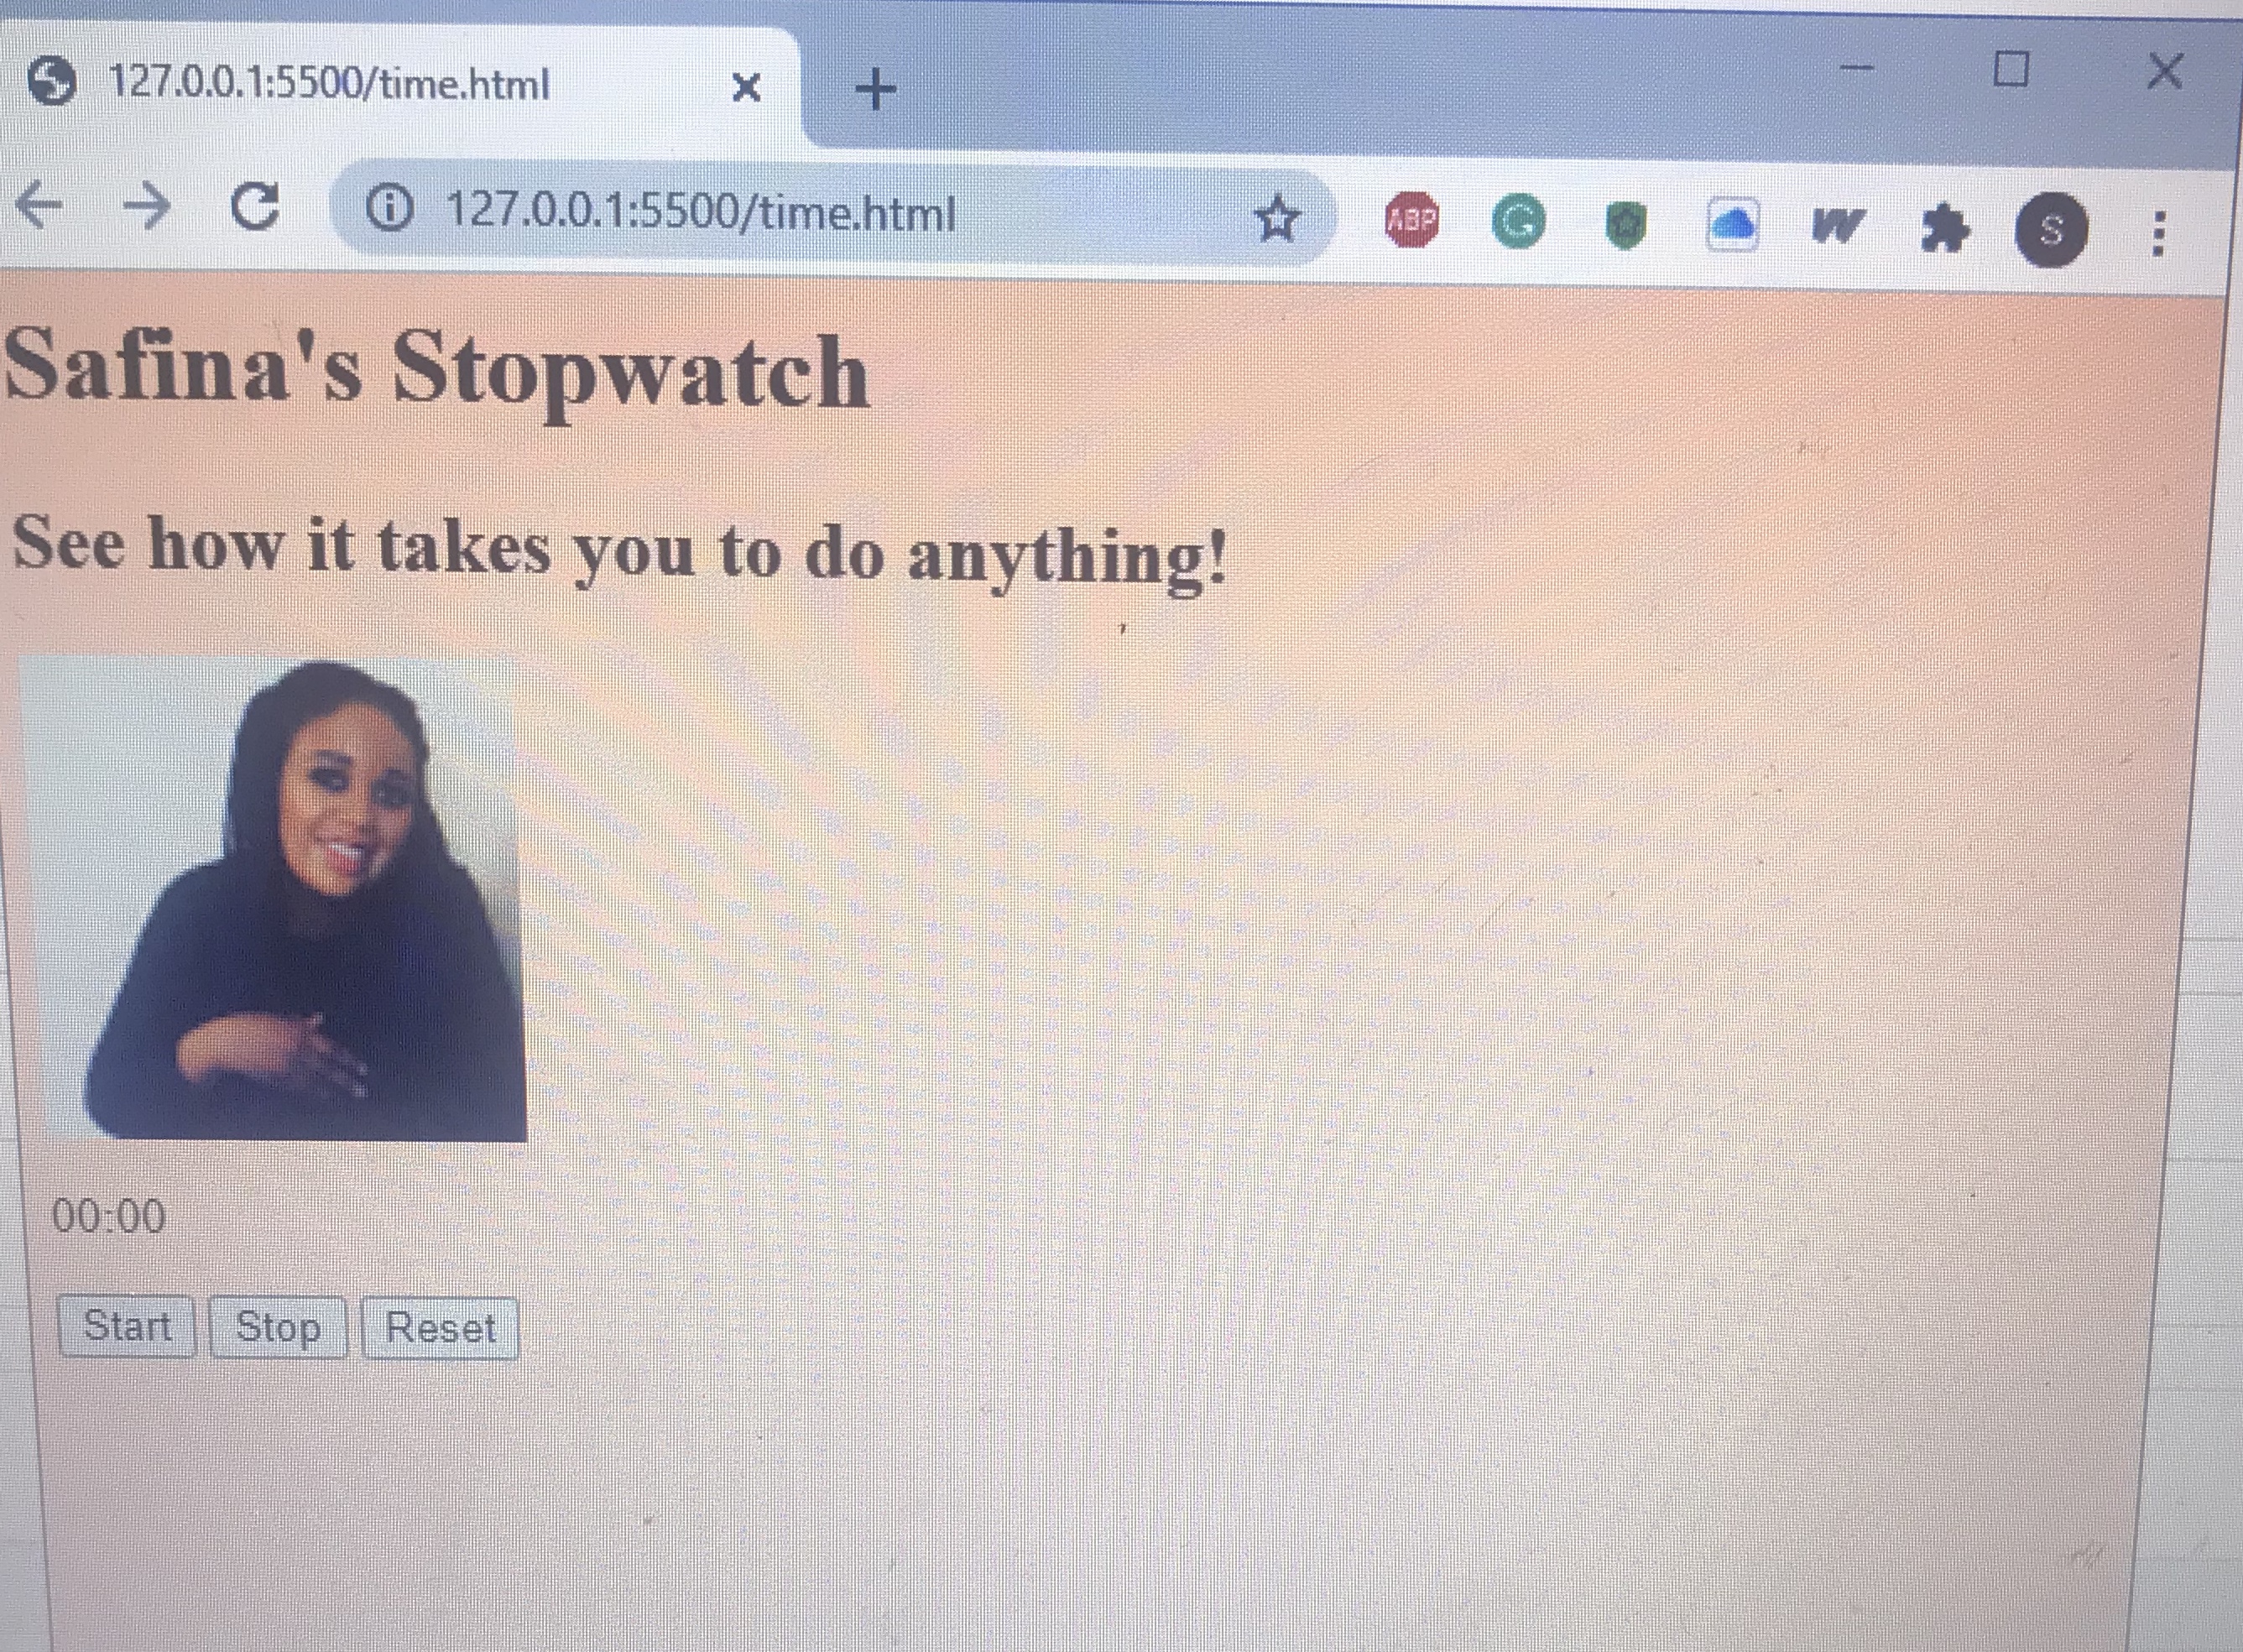 127.0.0.1:5500/time.html
127.0.0.1:5500/time.html
ABP
G
W
S
Safina's Stopwatch
See how it takes you to do anything!
00:00
Start Stop Reset